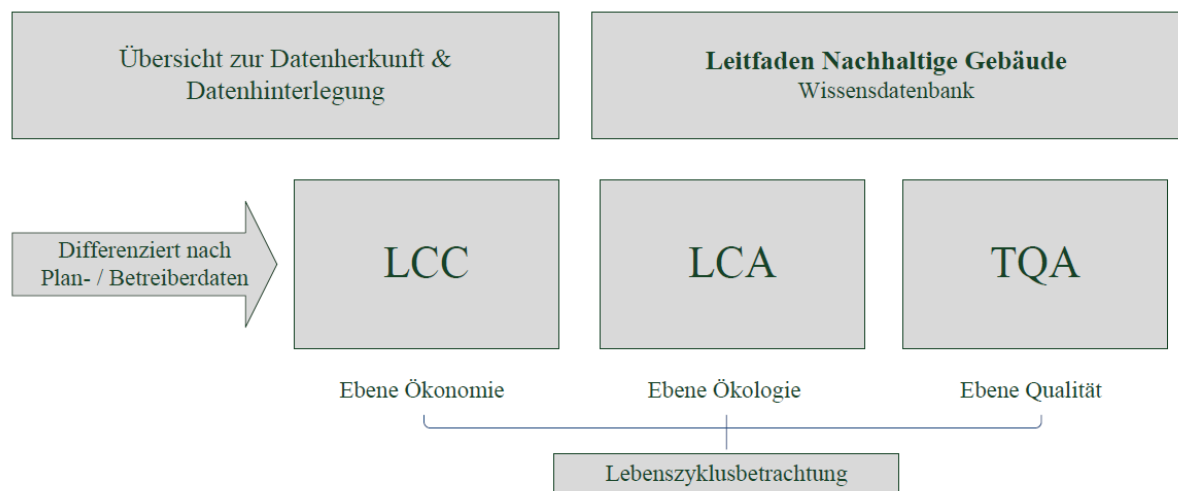 Übersicht zur Datenherkunft &
Datenhinterlegung
Leitfaden Nachhaltige Gebäude
Wissensdatenbank
Differenziert nach
Plan- / Betreiberdaten
LCC
LCA
TQA
Ebene Ökonomie
Ebene Ökologie
Ebene Qualität
Lebenszyklusbetrachtung